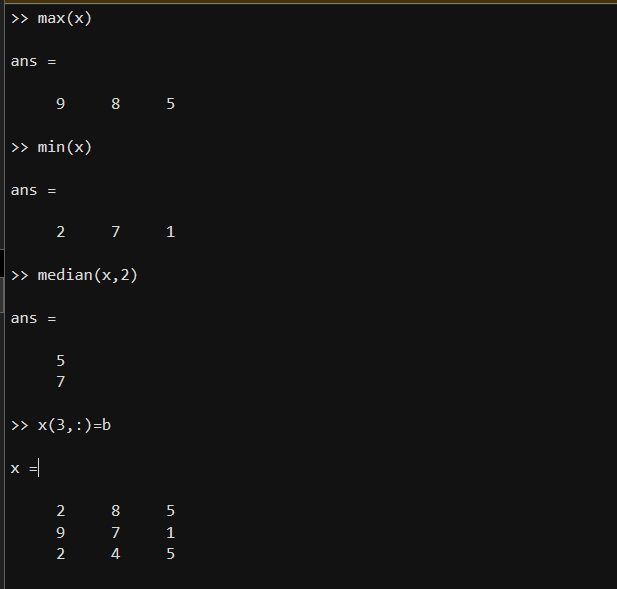 >> max(x)
ans =
9 8 5
>> min(x)
ans =
2 7 1
>> median(x,2)
ans =
5
7
>> x(3,:)=b
x =
2 8 5
9 7 1
2 4 5